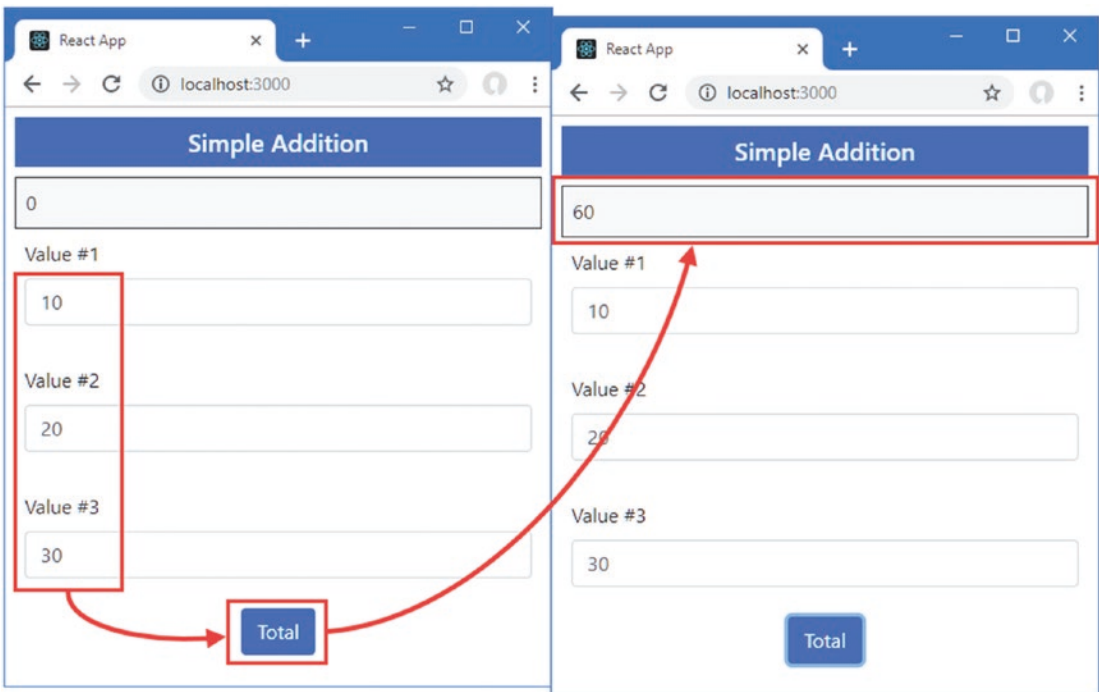 React App
localhost:3000
Simple Addition
0
Value #1
10
Value #2
20
Value #3
30
Total
React App
localhost:3000
Simple Addition
60
Value #1
10
Value #2
20
Value #3
30
Total